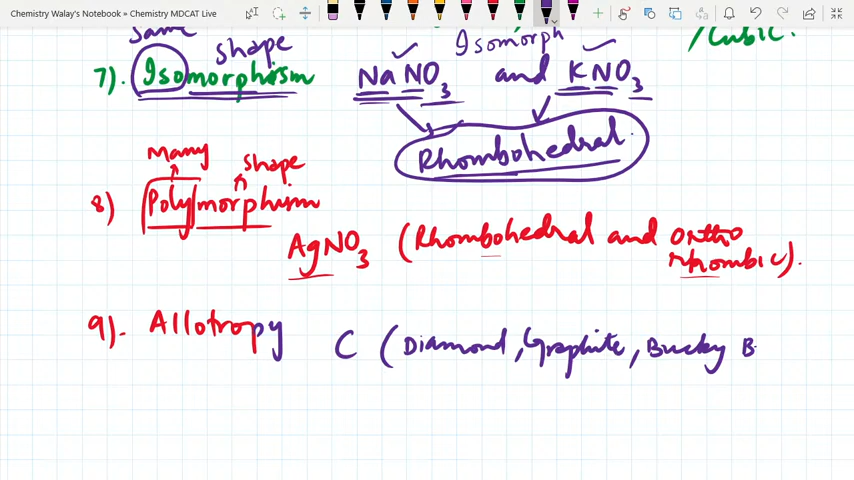 Chemistry Walay's Notebook » Chemistry MDCAT Live
same shape Isomorph /Cubic.
7). Isomorphism NaNO3 and KNO3
Rhombohedral.
Many shape
8) Polymorphism
AgNO3 (Rhombohedral and Ortho
rhombic).
9). Allotropy C (Diamond, Graphite, Bucky B